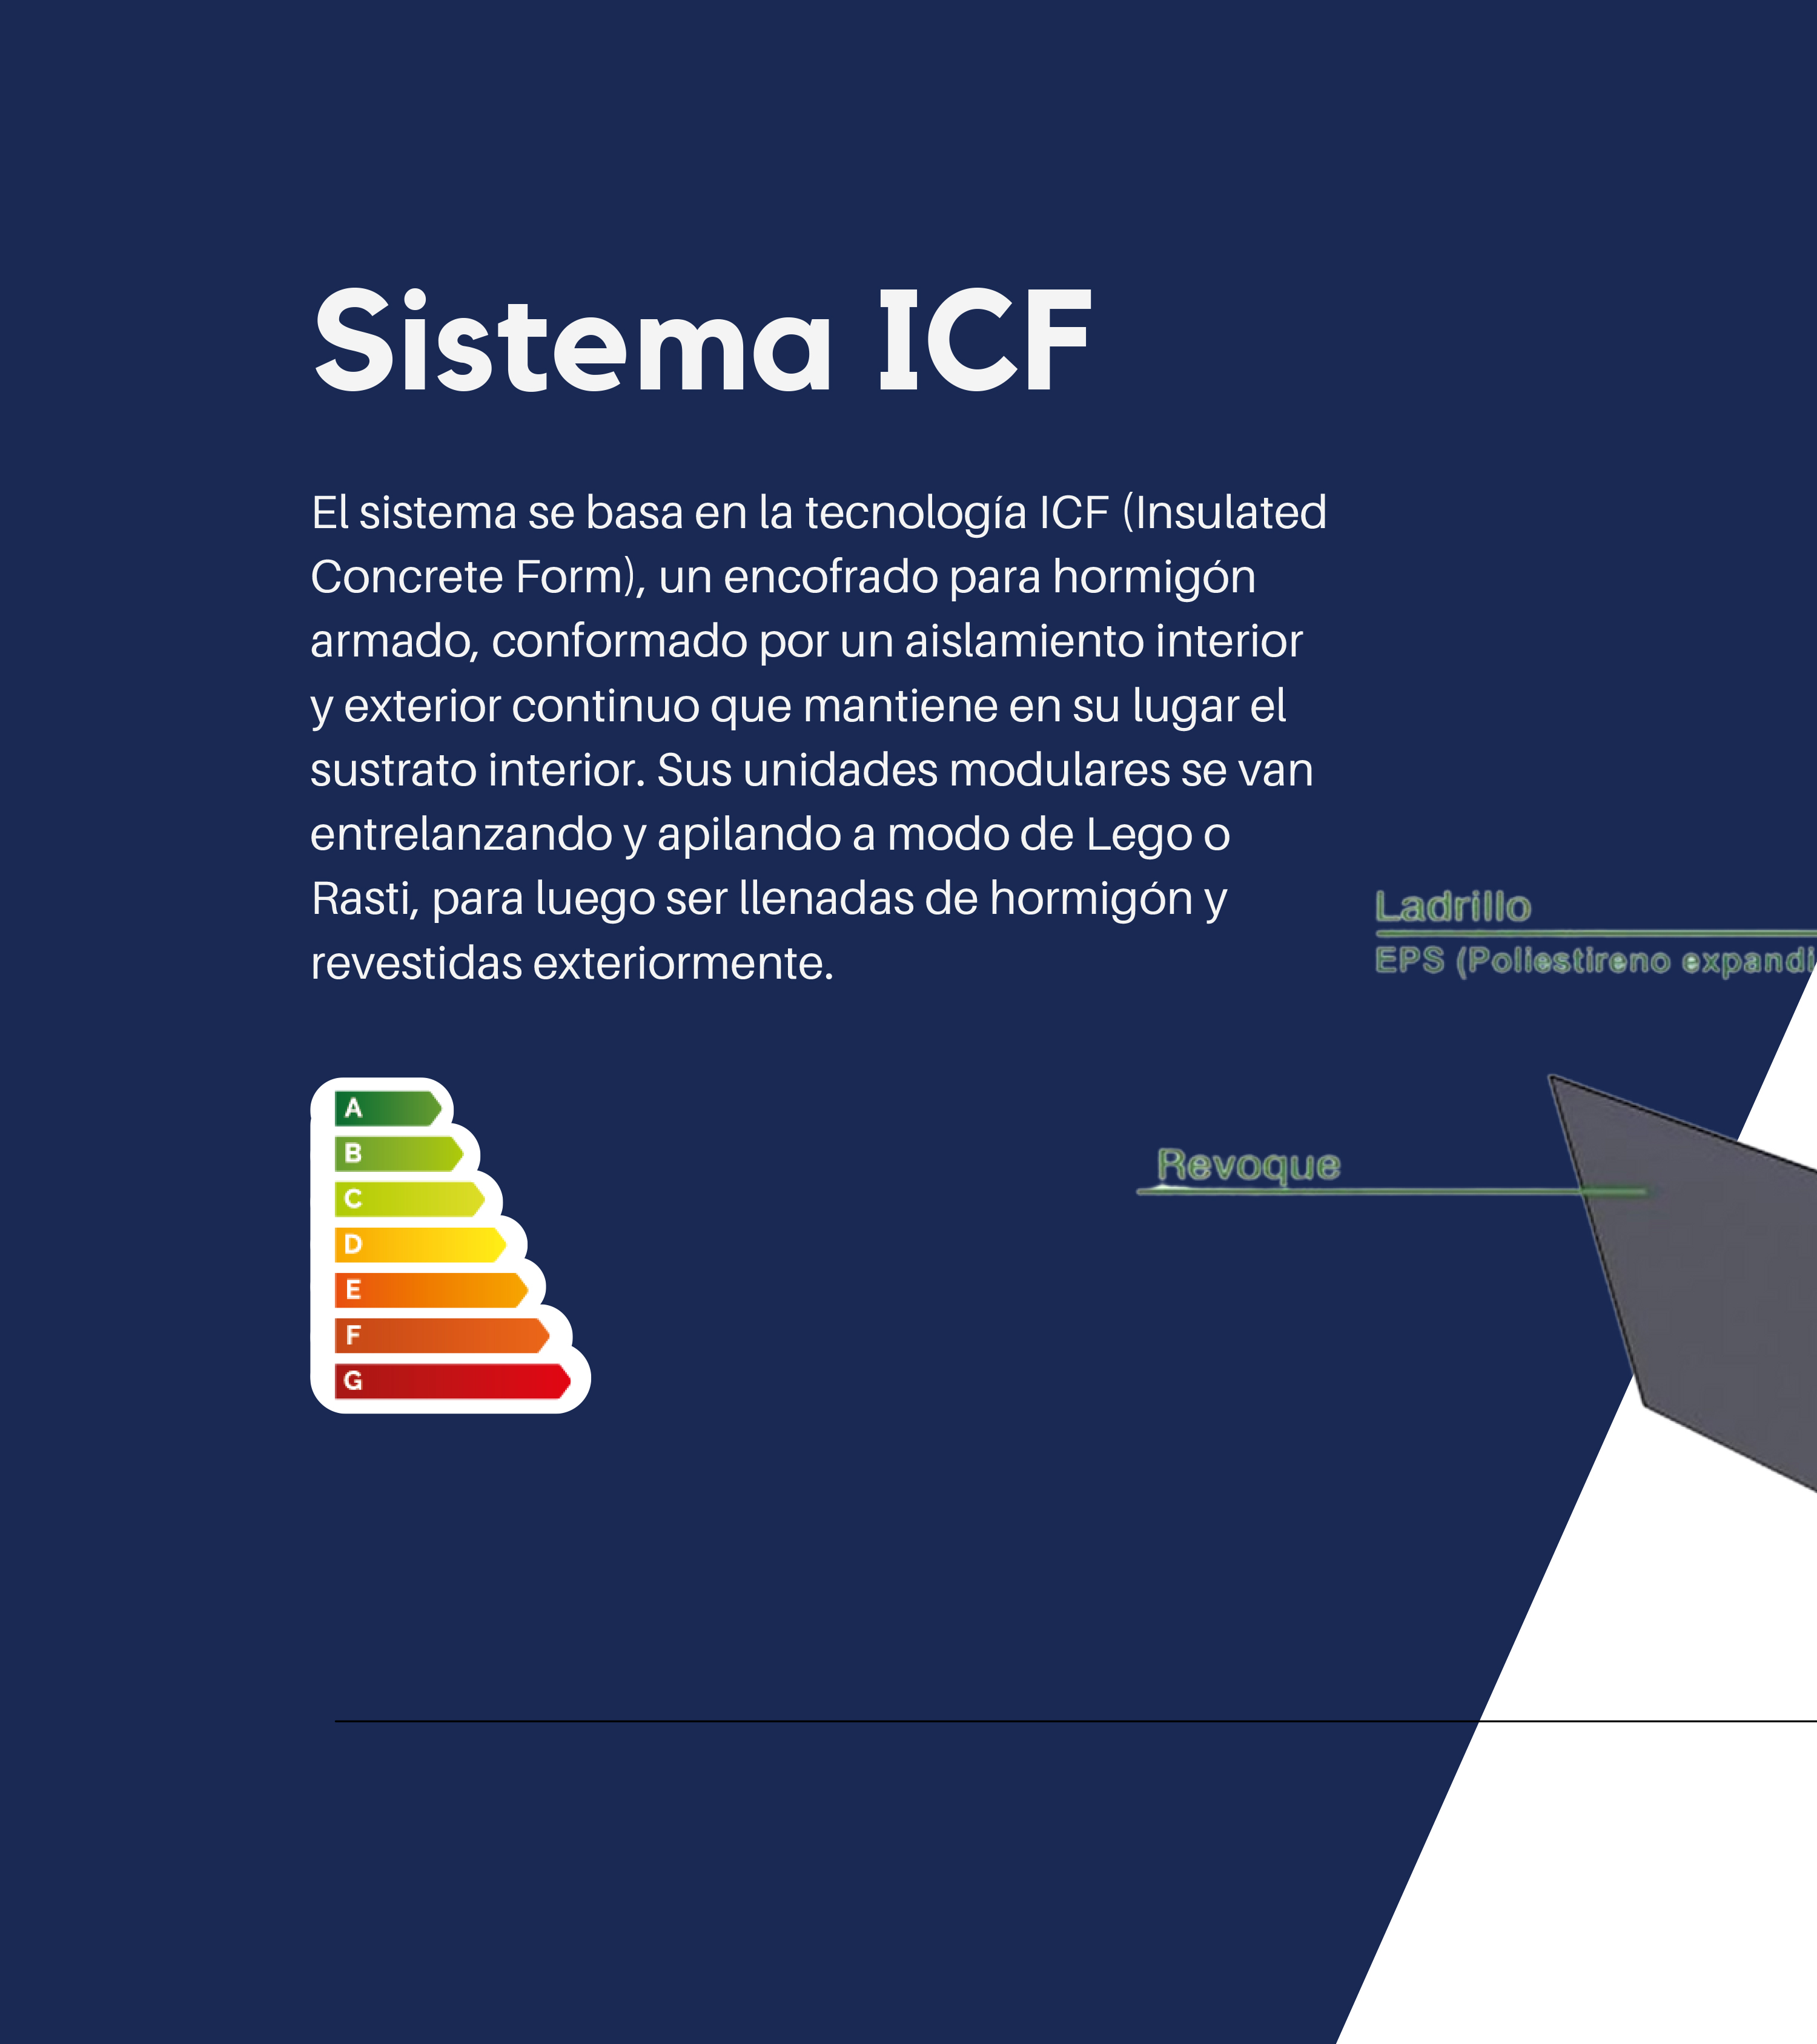 Sistema ICF
El sistema se basa en la tecnología ICF (Insulated
Concrete Form), un encofrado para hormigón
armado, conformado por un aislamiento interior
y exterior continuo que mantiene en su lugar el
sustrato interior. Sus unidades modulares se van
entrelanzando y apilando a modo de Lego o
Rasti, para luego ser llenadas de hormigón y
revestidas exteriormente.
Ladrillo
EPS (Poliestireno expandi
Revoque
A
B
C
D
E
F
G